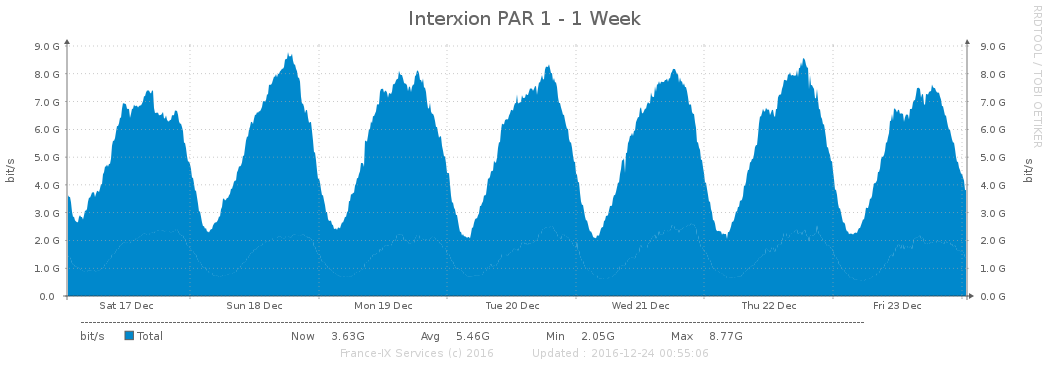 Interxion PAR 1 - 1 Week
RRDTOOL / TOBI OETIKER
9.0 G 9.0 G
8.0 G 8.0 G
7.0 G 7.0 G
6.0 G 6.0 G
5.0 G 5.0 G
4.0 G 4.0 G
3.0 G 3.0 G
2.0 G 2.0 G
1.0 G 1.0 G
0.0 0.0 G
bit/s bit/s
Sat 17 Dec Sun 18 Dec Mon 19 Dec Tue 20 Dec Wed 21 Dec Thu 22 Dec Fri 23 Dec
bit/s Total Now 3.63G Avg 5.46G Min 2.05G Max 8.77G
France-IX Services (c) 2016 Updated : 2016-12-24 00:55:06